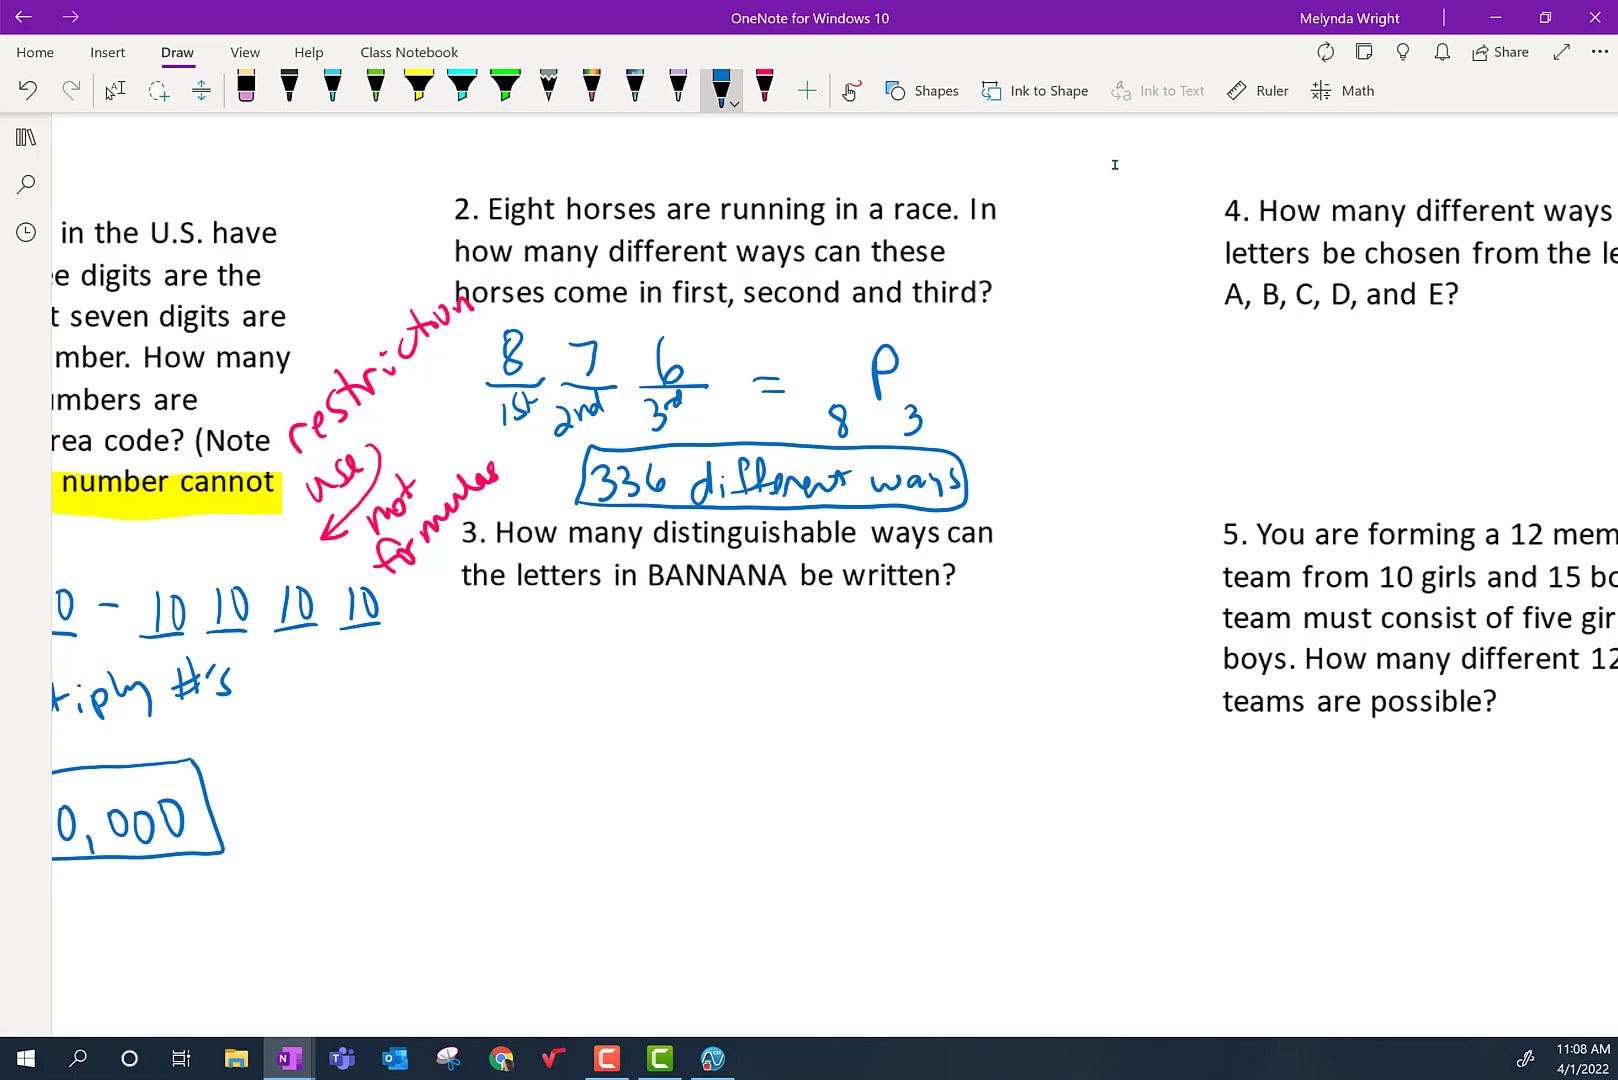 OneNote for Windows 10
Melynda Wright
Home Insert Draw View Help Class Notebook
Share
Shapes Ink to Shape Ink to Text Ruler Math
in the U.S. have
e digits are the
t seven digits are
mber. How many
umbers are
rea code? (Note
number cannot
restriction
use
not
formulas
0 - 10 10 10 10
tiply #'s
0,000
2. Eight horses are running in a race. In
how many different ways can these
horses come in first, second and third?
8 7 6 = 8 P 3
1st 2nd 3rd
336 different ways
3. How many distinguishable ways can
the letters in BANNANA be written?
4. How many different ways
letters be chosen from the le
A, B, C, D, and E?
5. You are forming a 12 mem
team from 10 girls and 15 bo
team must consist of five gir
boys. How many different 12
teams are possible?
11:08 AM
4/1/2022